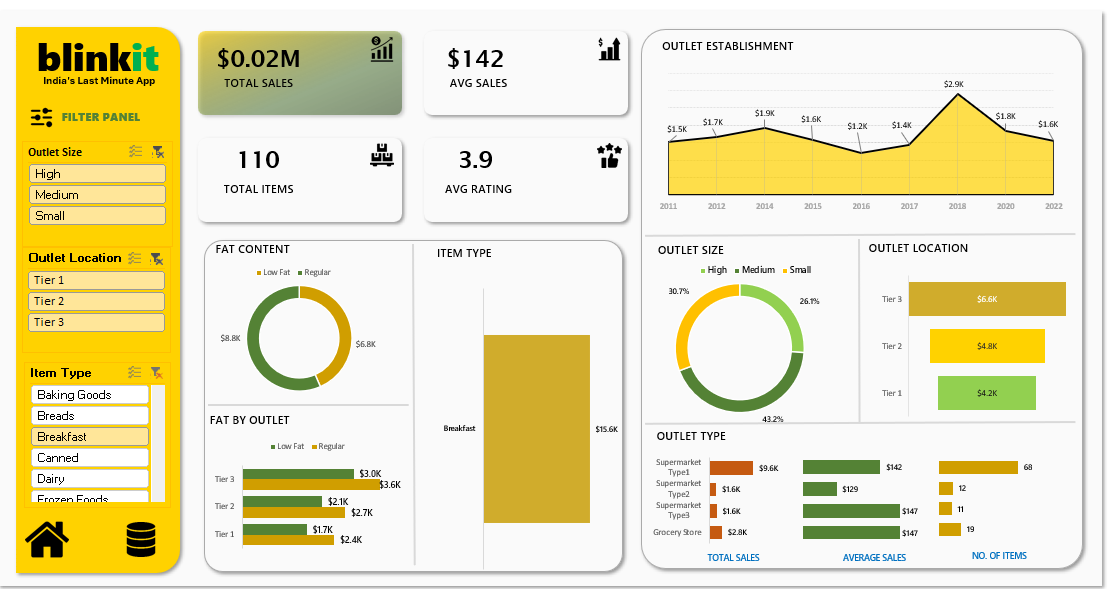 blinkit
India's Last Minute App
FILTER PANEL
Outlet Size
High
Medium
Small
Outlet Location
Tier 1
Tier 2
Tier 3
Item Type
Baking Goods
Breads
Breakfast
Canned
Dairy
Frozen Foods
$0.02M
TOTAL SALES
$142
AVG SALES
110
TOTAL ITEMS
3.9
AVG RATING
FAT CONTENT
Low Fat Regular
$8.8K $6.8K
FAT BY OUTLET
Low Fat Regular
Tier 3 $3.0K
$3.6K
Tier 2 $2.1K
$2.7K
Tier 1 $1.7K
$2.4K
ITEM TYPE
Breakfast $15.6K
OUTLET ESTABLISHMENT
$1.5K $1.7K $1.9K $1.6K $1.2K $1.4K $2.9K $1.8K $1.6K
2011 2012 2014 2015 2016 2017 2018 2020 2022
OUTLET SIZE
High Medium Small
30.7% 26.1%
43.2%
OUTLET LOCATION
Tier 3 $6.6K
Tier 2 $4.8K
Tier 1 $4.2K
OUTLET TYPE
Supermarket
Type1 $9.6K $142 68
Supermarket
Type2 $1.6K $129 12
Supermarket
Type3 $1.6K $147 11
Grocery Store $2.8K $147 19
TOTAL SALES AVERAGE SALES NO. OF ITEMS